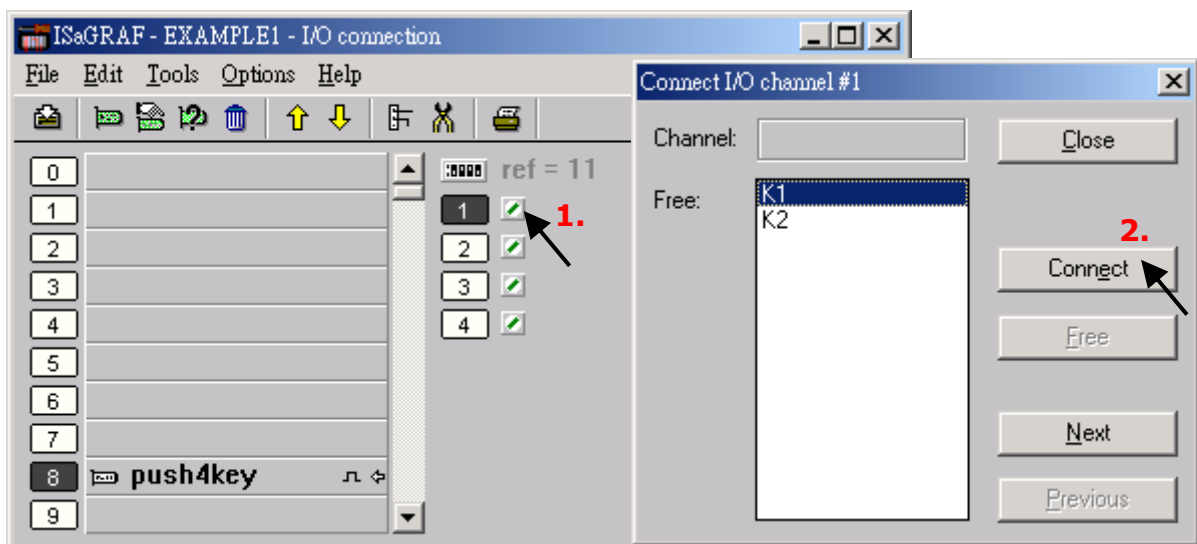 ISaGRAF - EXAMPLE1 - I/O connection
File Edit Tools Options Help
0
1
2
3
4
5
6
7
8 push4key
9
ref = 11
1 1.
2
3
4
Connect I/O channel #1
Channel:
Close
Free:
K1
K2
2.
Connect
Free
Next
Previous